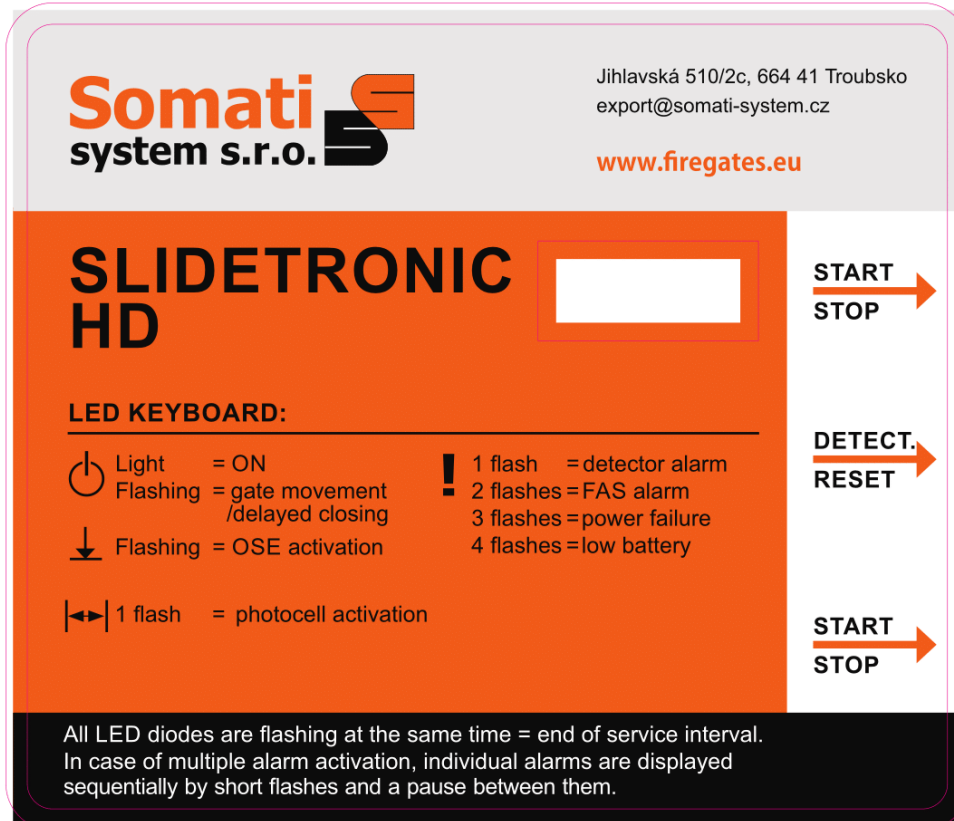 Somati
system s.r.o.
Jihlavská 510/2c, 664 41 Troubsko
export@somati-system.cz
www.firegates.eu
SLIDETRONIC
HD
START
STOP
LED KEYBOARD:
Light = ON
Flashing = gate movement
/delayed closing
Flashing = OSE activation
1 flash = photocell activation
! 1 flash = detector alarm
2 flashes = FAS alarm
3 flashes = power failure
4 flashes = low battery
DETECT.
RESET
START
STOP
All LED diodes are flashing at the same time = end of service interval.
In case of multiple alarm activation, individual alarms are displayed
sequentially by short flashes and a pause between them.